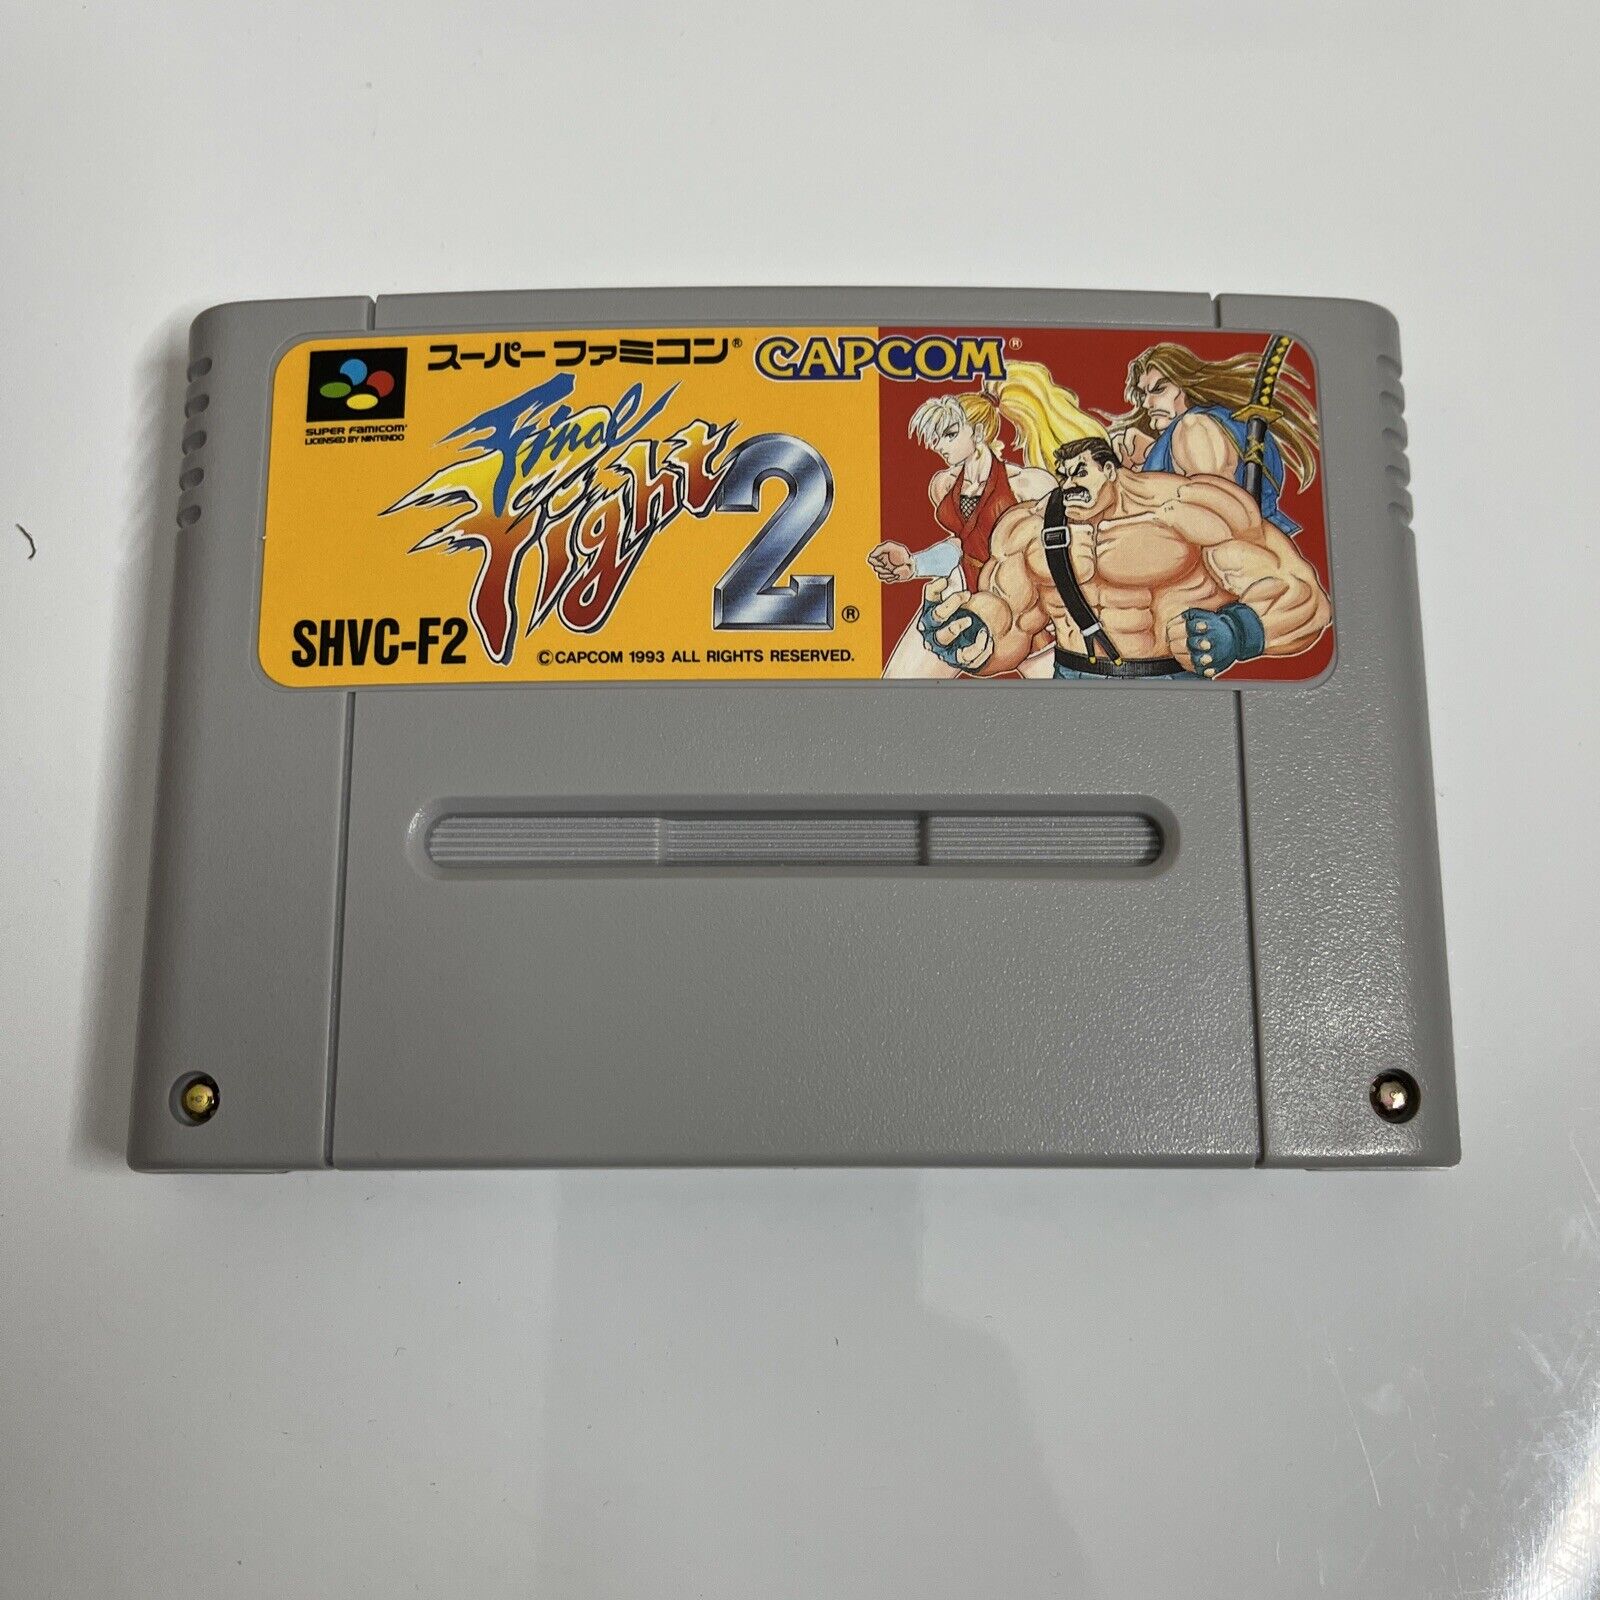 スーパーファミコン® CAPCOM®
SUPER FAMICOM®
LICENSED BY NINTENDO
Final
Fight 2®
SHVC-F2
©CAPCOM 1993 ALL RIGHTS RESERVED.